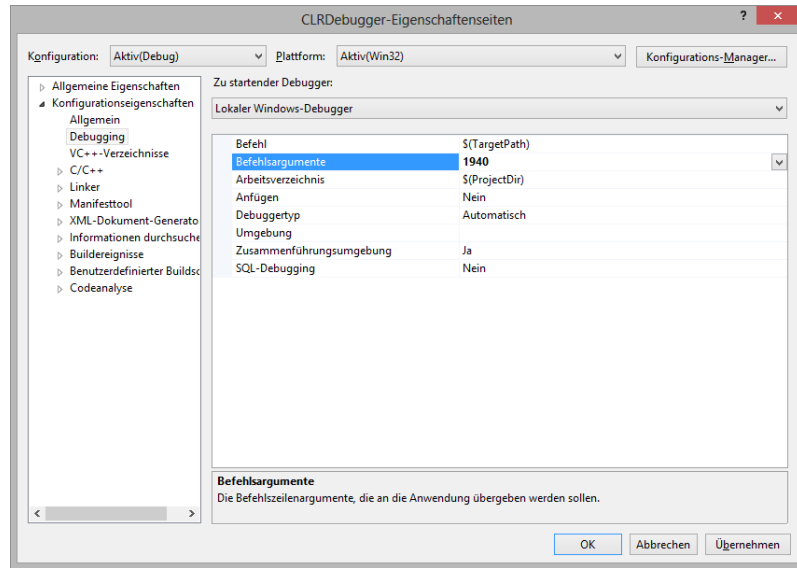 CLRDebugger-Eigenschaftenseiten
?
Konfiguration: Aktiv(Debug) Plattform: Aktiv(Win32) Konfigurations-Manager...
Allgemeine Eigenschaften
Konfigurationseigenschaften
Allgemein
Debugging
VC++-Verzeichnisse
C/C++
Linker
Manifesttool
XML-Dokument-Generato
Informationen durchsuche
Buildereignisse
Benutzerdefinierter Buildsc
Codeanalyse
Zu startender Debugger:
Lokaler Windows-Debugger
Befehl $(TargetPath)
Befehlsargumente 1940
Arbeitsverzeichnis $(ProjectDir)
Anfügen Nein
Debuggertyp Automatisch
Umgebung
Zusammenführungsumgebung Ja
SQL-Debugging Nein
Befehlsargumente
Die Befehlszeilenargumente, die an die Anwendung übergeben werden sollen.
OK Abbrechen Übernehmen